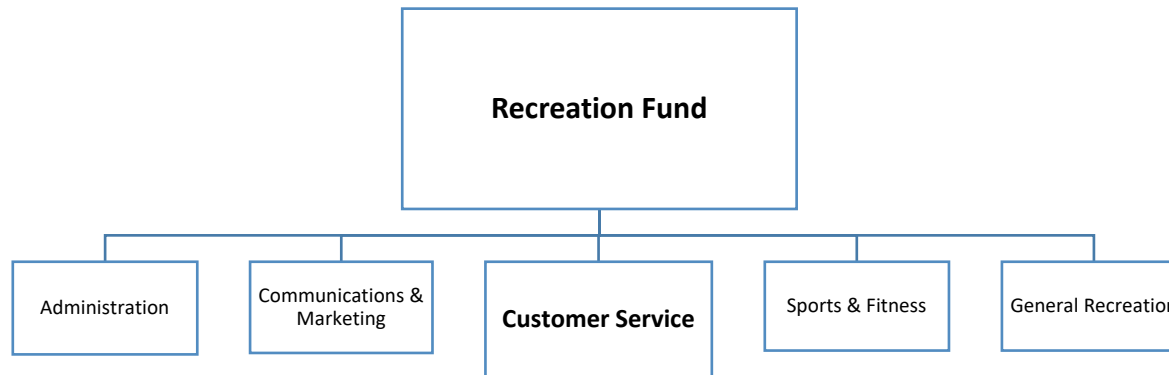 Recreation Fund
Administration
Communications &
Marketing
Customer Service
Sports & Fitness
General Recreation